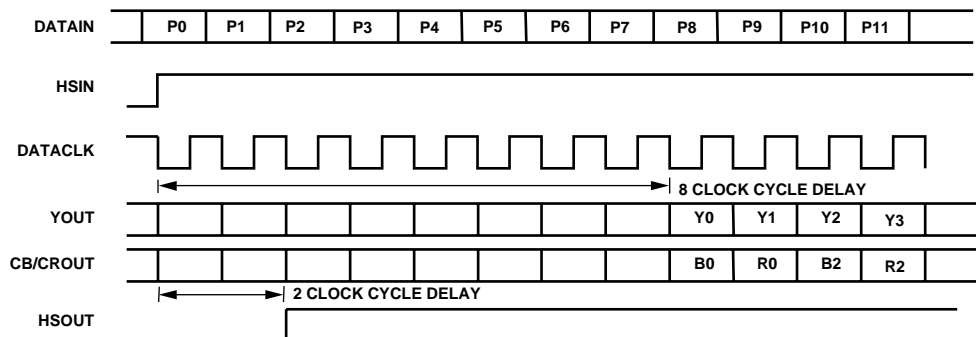 DATAIN P0 P1 P2 P3 P4 P5 P6 P7 P8 P9 P10 P11
HSIN
DATACLK
8 CLOCK CYCLE DELAY
YOUT Y0 Y1 Y2 Y3
CB/CROUT B0 R0 B2 R2
2 CLOCK CYCLE DELAY
HSOUT